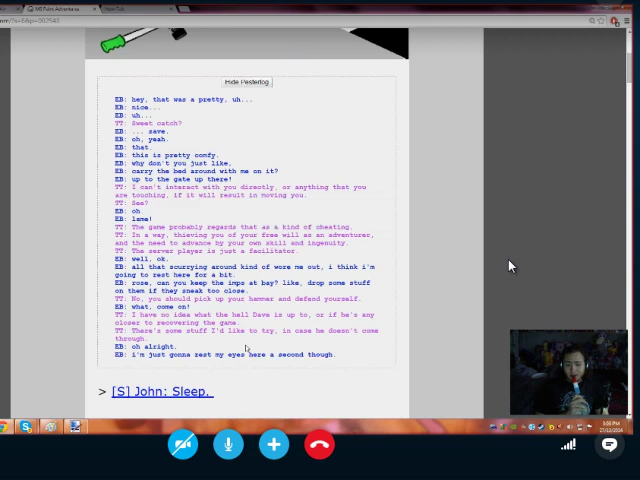 MS Paint Adventures
New Tab
Hide Pesterlog
EB: hey, that was a pretty, uh...
EB: nice...
EB: uh...
TT: Sweet catch?
EB: ... save.
EB: oh, yeah.
EB: that.
EB: this is pretty comfy.
EB: why don't you just like,
EB: carry the bed around with me on it?
EB: up to the gate up there!
TT: I can't interact with you directly, or anything that you
are touching, if it will result in moving you.
TT: See?
EB: oh
EB: lame!
TT: The game probably regards that as a kind of cheating.
TT: In a way, thieving you of your free will as an adventurer,
and the need to advance by your own skill and ingenuity.
TT: The server player is just a facilitator.
EB: well, ok.
EB: all that scurrying around kind of wore me out, i think i'm
going to rest here for a bit.
EB: rose, can you keep the imps at bay? like, drop some stuff
on them if they sneak too close.
TT: No, you should pick up your hammer and defend yourself.
EB: what, come on!
TT: I have no idea what the hell Dave is up to, or if he's any
closer to recovering the game.
TT: There's some stuff I'd like to try, in case he doesn't come
through.
EB: oh alright.
EB: i'm just gonna rest my eyes here a second though.
> [S] John: Sleep.
27/12/2014